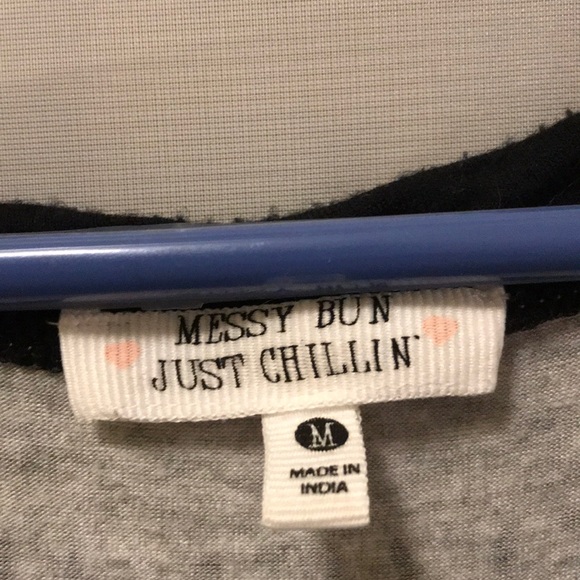 MESSY BUN
JUST CHILLIN'
M
MADE IN
INDIA